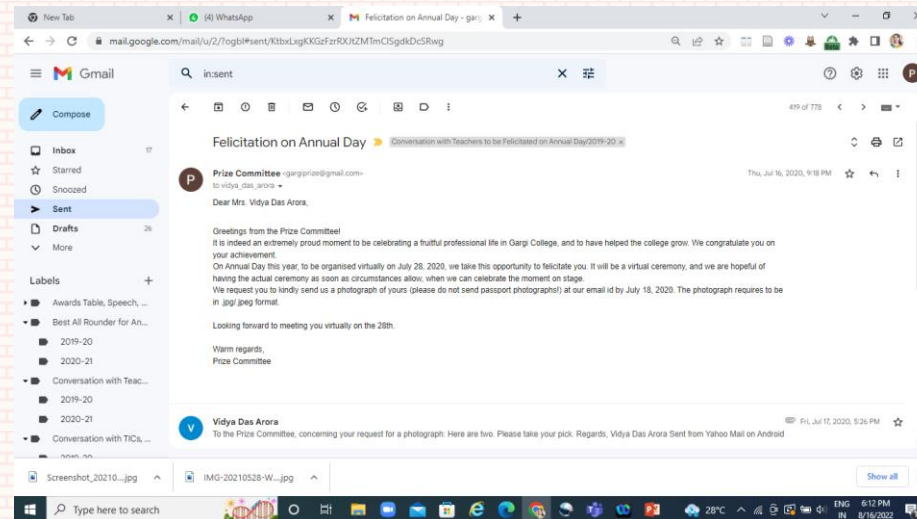 New Tab
(4) WhatsApp
Felicitation on Annual Day - garg
mail.google.com/mail/u/2/?ogbl#sent/KtbxLxgKKGzFzrRXJtZMTmClSgdkDcSRwg
Gmail
in:sent
Compose
419 of 778
Felicitation on Annual Day
Conversation with Teachers to be Felicitated on Annual Day/2019-20 x
Inbox 17
Starred
Snoozed
Sent
Drafts 26
More
Labels
Awards Table, Speech, ...
Best All Rounder for An...
2019-20
2020-21
Conversation with Teac...
2019-20
2020-21
Conversation with TICs, ...
2019-20
P
Prize Committee <gargiprize@gmail.com>
Thu, Jul 16, 2020, 9:18 PM
to vidya_das_arora
Dear Mrs. Vidya Das Arora,
Greetings from the Prize Committee!
It is indeed an extremely proud moment to be celebrating a fruitful professional life in Gargi College, and to have helped the college grow. We congratulate you on
your achievement.
On Annual Day this year, to be organised virtually on July 28, 2020, we take this opportunity to felicitate you. It will be a virtual ceremony, and we are hopeful of
having the actual ceremony as soon as circumstances allow, when we can celebrate the moment on stage.
We request you to kindly send us a photograph of yours (please do not send passport photographs!) at our email id by July 18, 2020. The photograph requires to be
in .jpg/ jpeg format.
Looking forward to meeting you virtually on the 28th.
Warm regards,
Prize Committee
V
Vidya Das Arora
Fri, Jul 17, 2020, 5:26 PM
To the Prize Committee, concerning your request for a photograph: Here are two. Please take your pick. Regards, Vidya Das Arora Sent from Yahoo Mail on Android
Screenshot_20210....jpg
IMG-20210528-W....jpg
Show all
Type here to search
28°C
ENG
IN
6:12 PM
8/16/2022